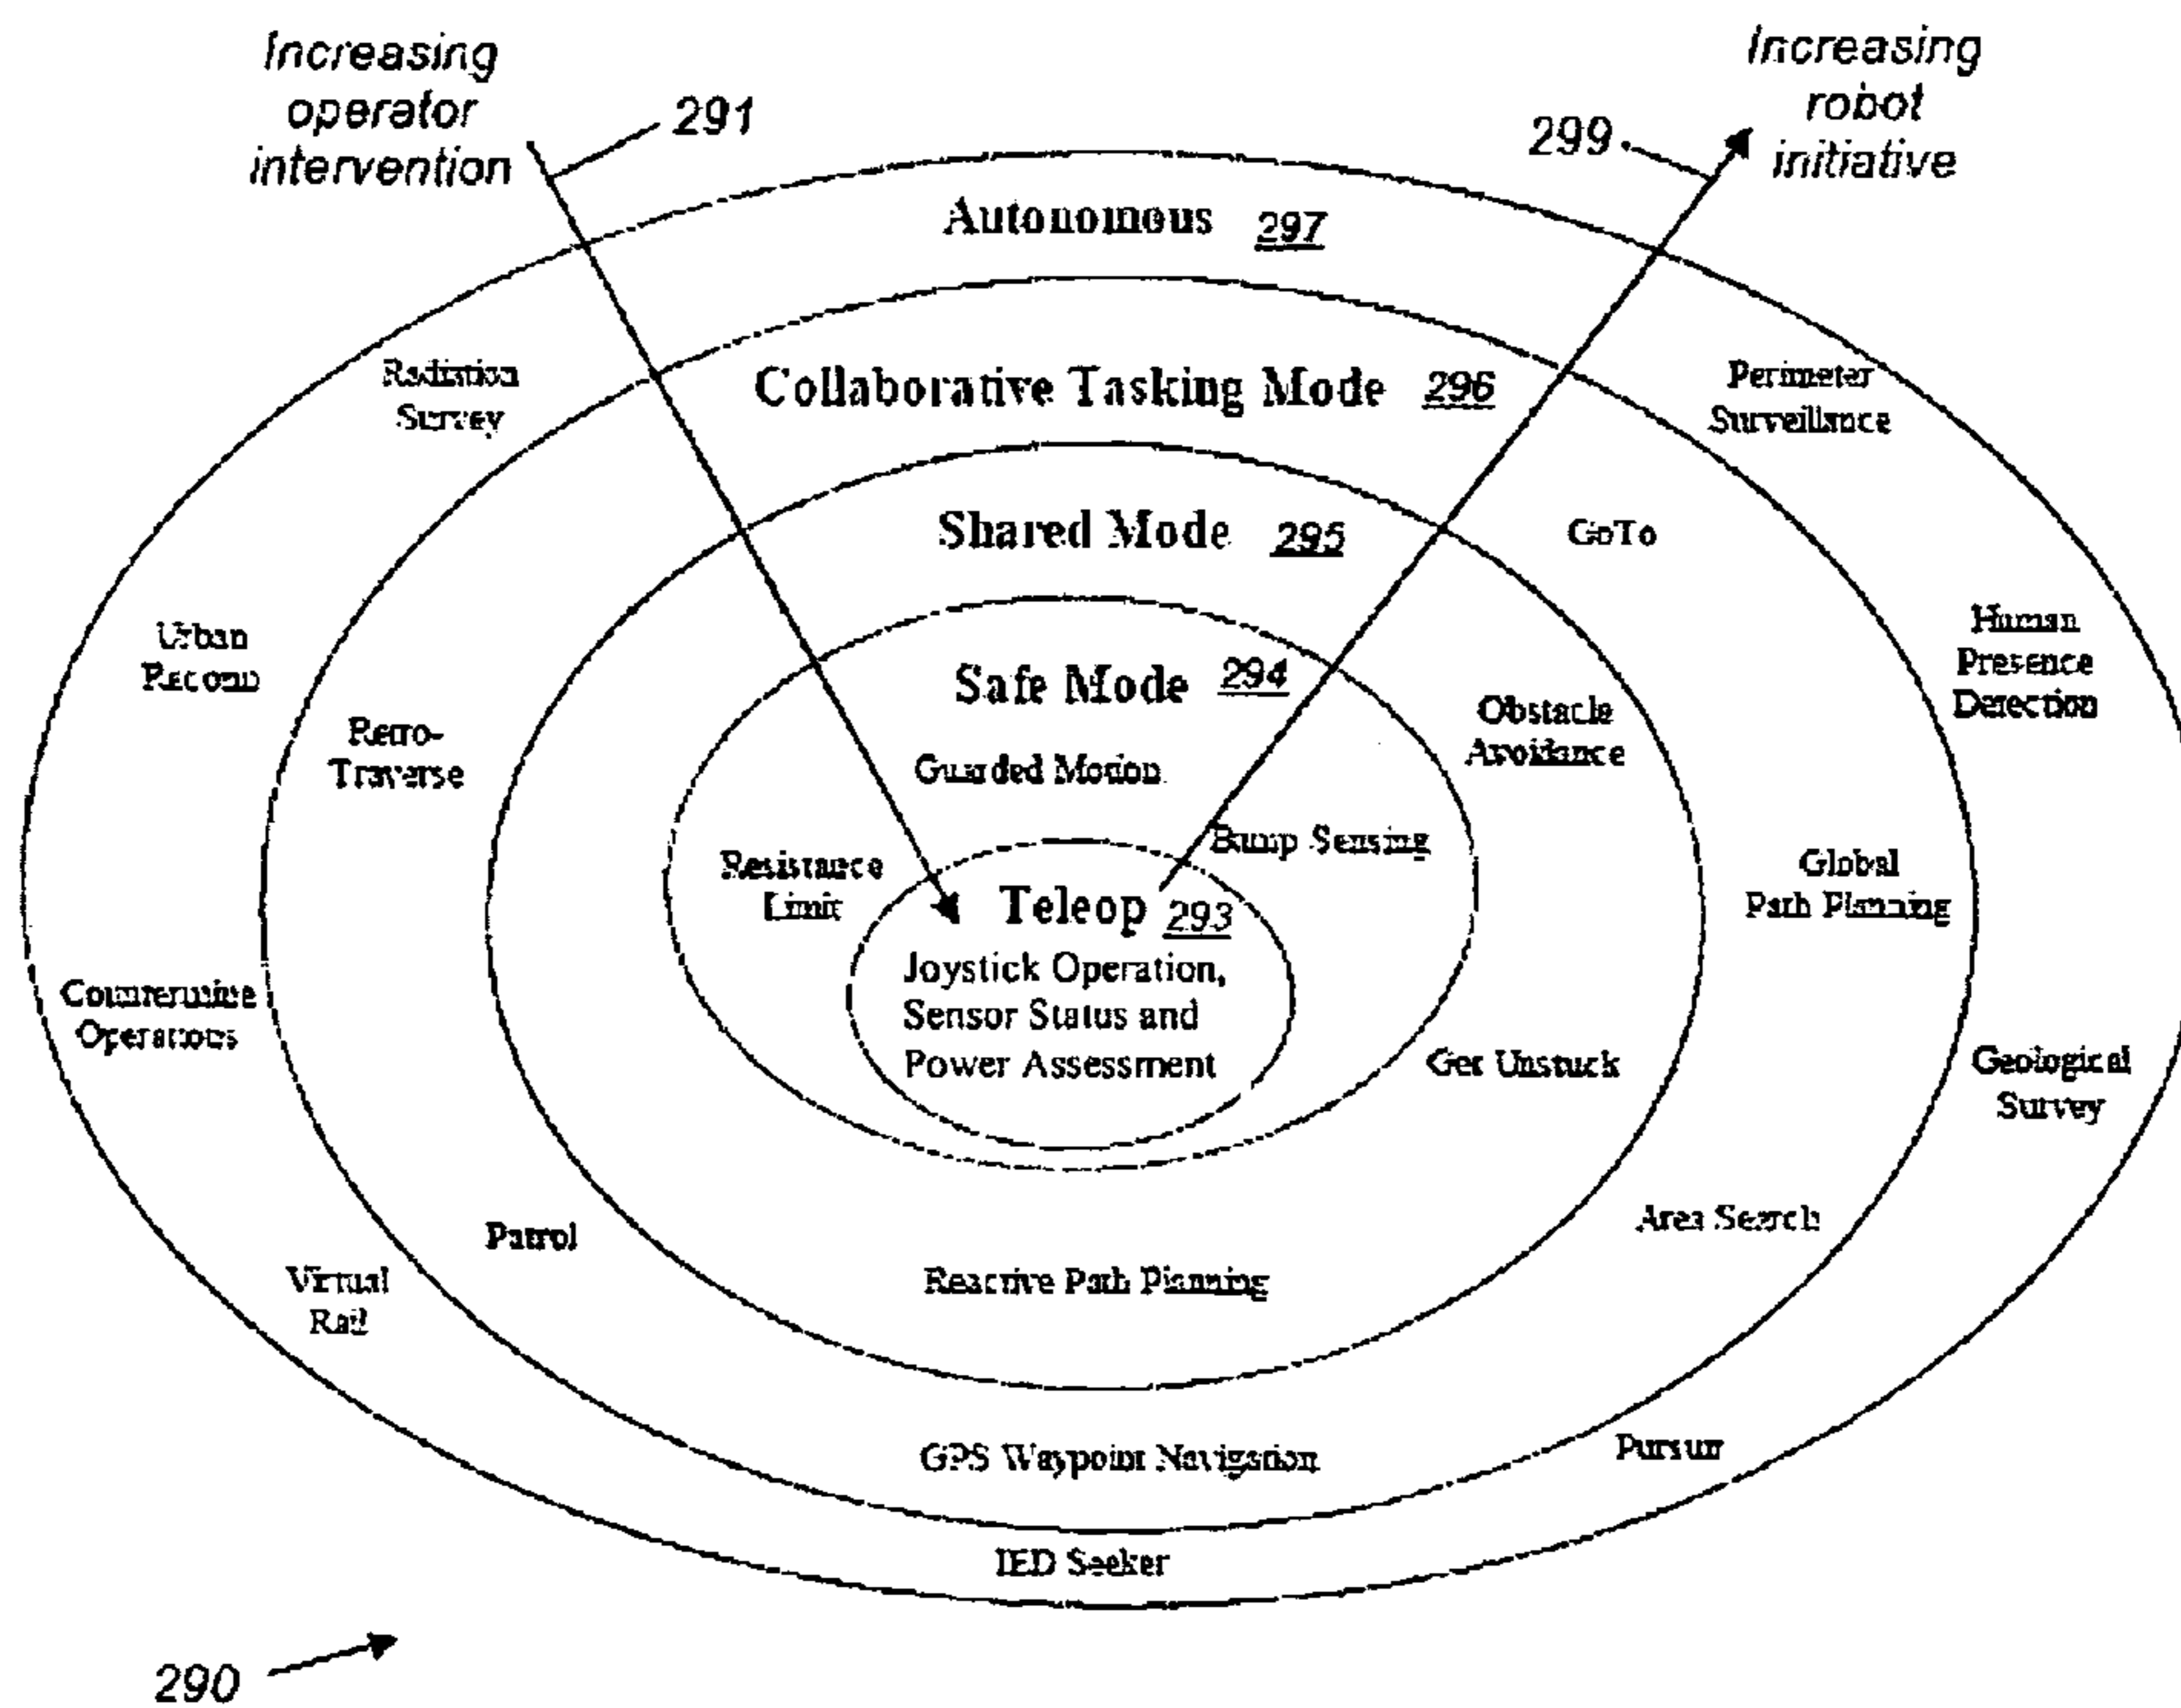 Increasing
operator
intervention
291
Increasing
robot
initiative
299
Autonomous 297
Radiation
Survey
Collaborative Tasking Mode 296
Perimeter
Surveillance
Shared Mode 295
GoTo
Urban
Human
Presence
Detection
Safe Mode 294
Retro-
Traverse
Obstacle
Avoidance
Guarded Motion
Bump Sensing
Resistance
Limit
Global
Path Planning
Teleop 293
Joystick Operation,
Sensor Status and
Power Assessment
Countermine
Operations
Get Unstuck
Geological
Survey
Patrol
Area Search
Virtual
Rail
Reactive Path Planning
GPS Waypoint Navigation
Pursuit
IED Seeker
290